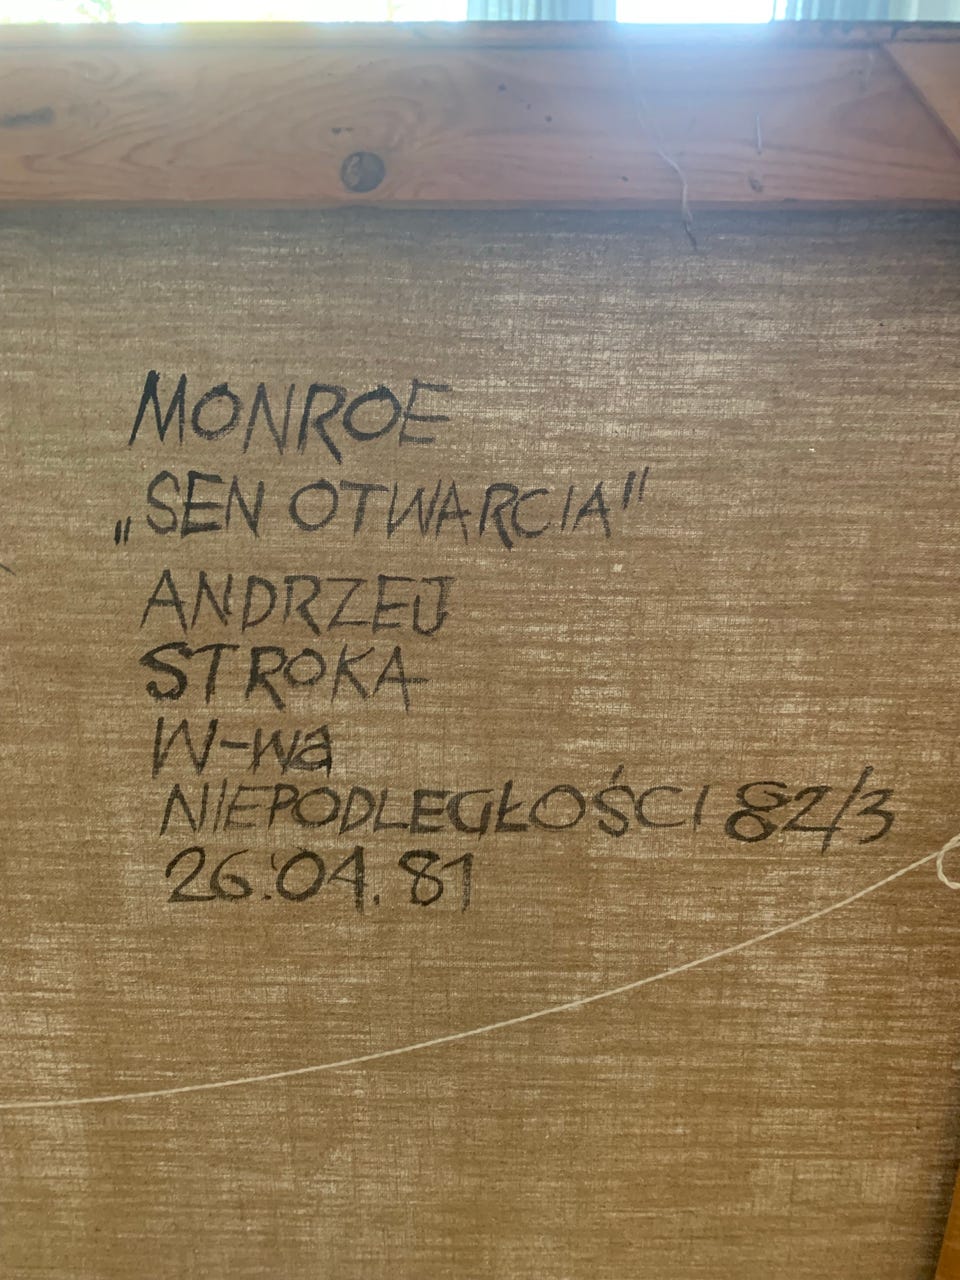 MONROE
„SEN OTWARCIA"
ANDRZEJ
STROKA
W-wa
NIEPODLEGŁOŚCI 82/3
26.04.81